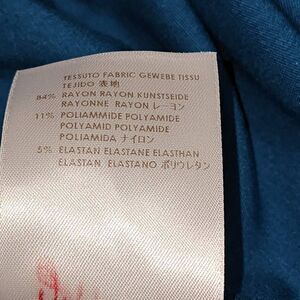 TESSUTO FABRIC GEWEBE TISSU
TEJIDO 表地
84% RAYON RAYON KUNSTSEIDE
RAYONNE RAYON レーヨン
11% POLIAMMIDE POLYAMIDE
POLYAMID POLYAMIDE
POLIAMIDA ナイロン
5% ELASTAN ELASTANE ELASTHAN
ELASTAN ELASTANO ポリウレタン